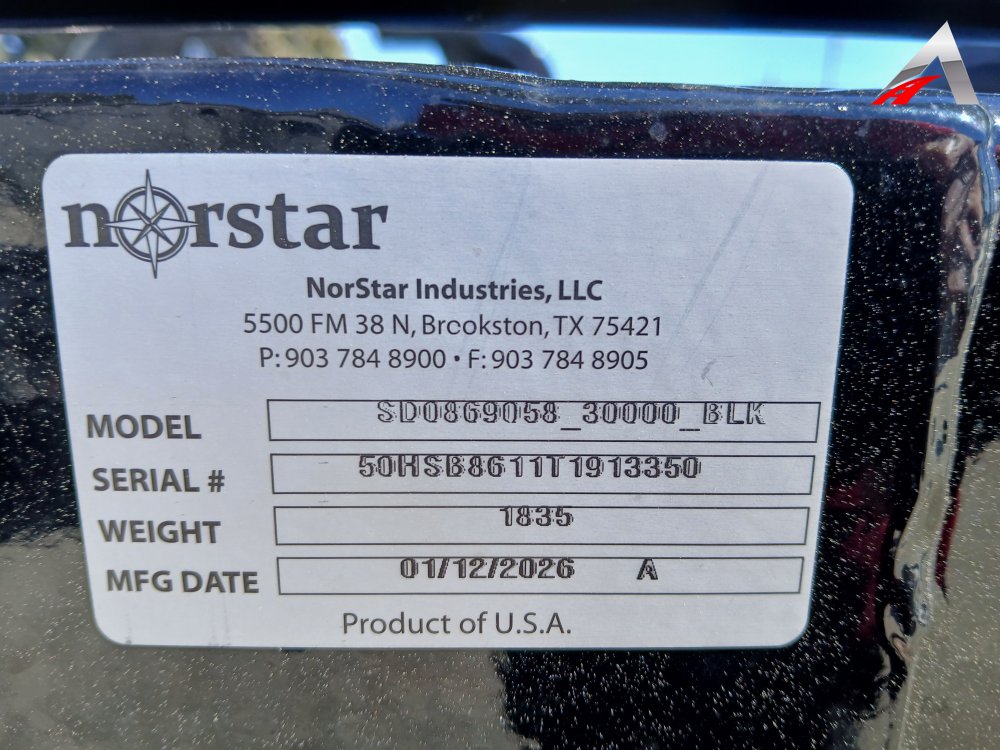 norstar
NorStar Industries, LLC
5500 FM 38 N, Brookston, TX 75421
P: 903 784 8900 • F: 903 784 8905
MODEL SD0869058_30000_BLK
SERIAL # 50HSB8611T1913350
WEIGHT 1835
MFG DATE 01/12/2026 A
Product of U.S.A.